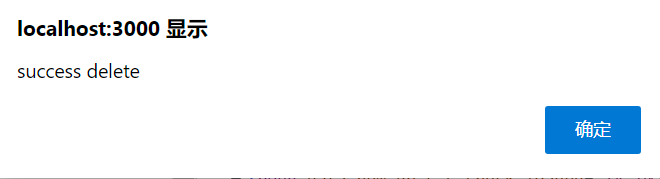 localhost:3000 显示
success delete
确定